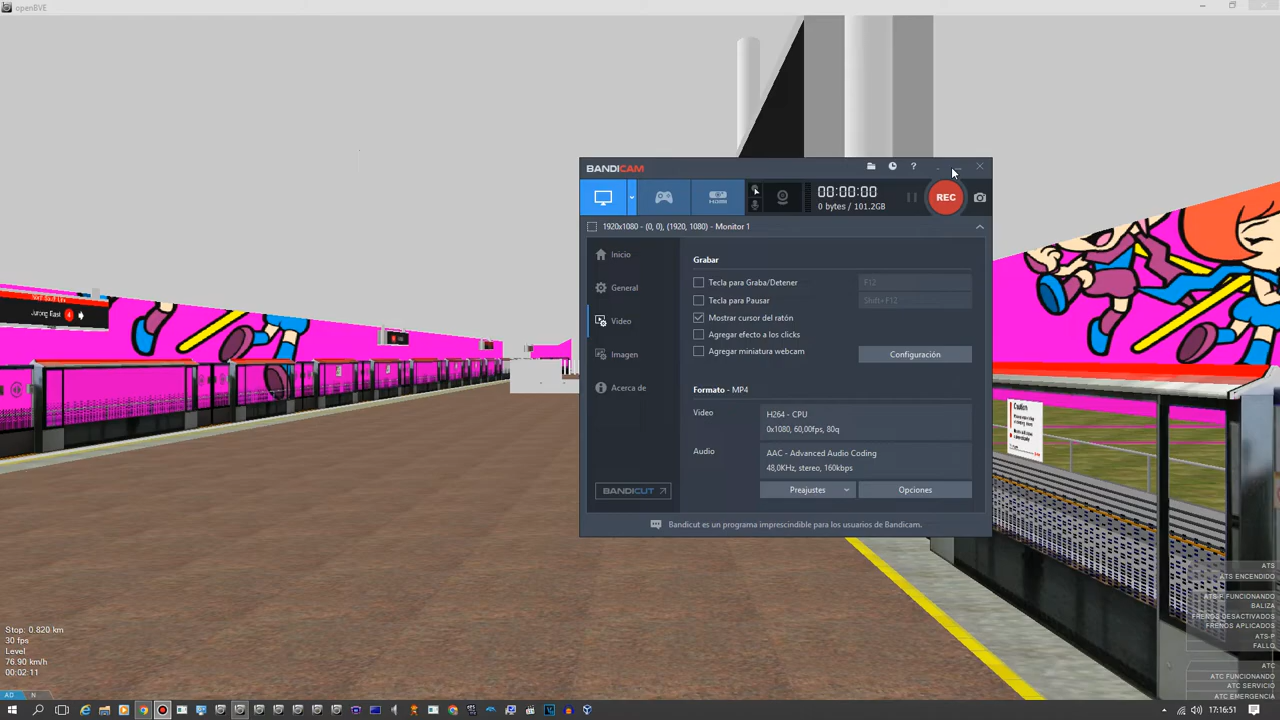 openBVE
BANDICAM
HDMI
00:00:00
0 bytes / 101.2GB
REC
1920x1080 - (0, 0), (1920, 1080) - Monitor 1
Inicio
General
Video
Imagen
Acerca de
BANDICUT
Grabar
Tecla para Graba/Detener
F12
Tecla para Pausar
Shift+F12
Mostrar cursor del ratón
Agregar efecto a los clicks
Agregar miniatura webcam
Configuración
Formato - MP4
Video
H264 - CPU
0x1080, 60,00fps, 80q
Audio
AAC - Advanced Audio Coding
48,0KHz, stereo, 160kbps
Preajustes
Opciones
Bandicut es un programa imprescindible para los usuarios de Bandicam.
Jurong East 4
Caution
ATS
ATS ENCENDIDO
ATS-P FUNCIONANDO
BALIZA
FRENOS DESACTIVADOS
FRENOS APLICADOS
ATS-P
FALLO
ATC
ATC FUNCIONANDO
ATC SERVICIO
ATC EMERGENCIA
Stop: 0.820 km
30 fps
Level
76.90 km/h
00:02:11
AD N
17:16:51